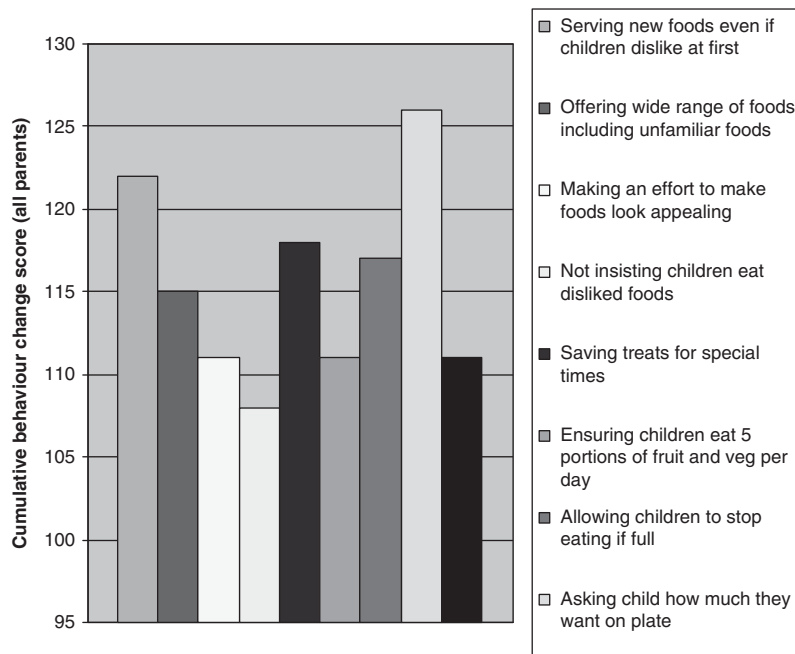 130
125
120
115
110
105
100
95
Cumulative behaviour change score (all parents)
Serving new foods even if
children dislike at first
Offering wide range of foods
including unfamiliar foods
Making an effort to make
foods look appealing
Not insisting children eat
disliked foods
Saving treats for special
times
Ensuring children eat 5
portions of fruit and veg per
day
Allowing children to stop
eating if full
Asking child how much they
want on plate